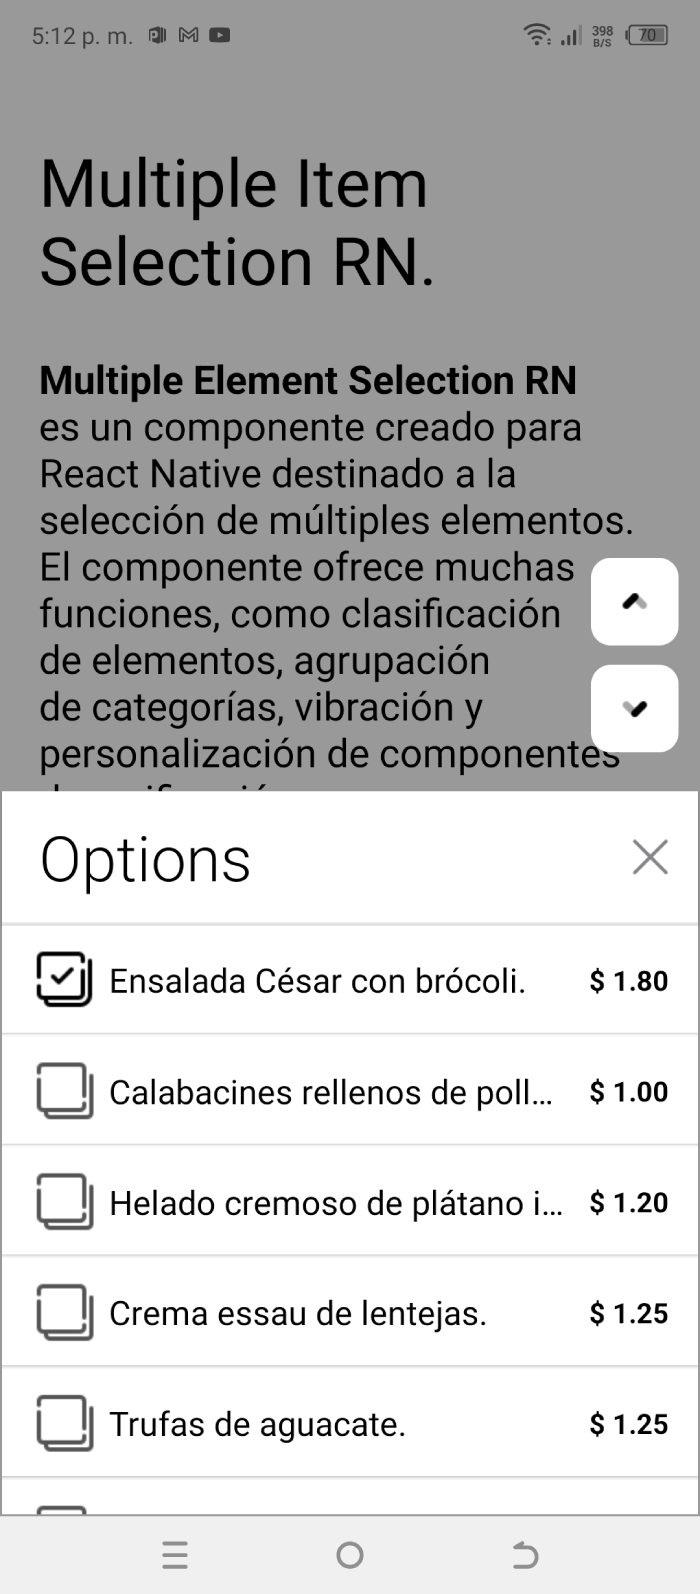 5:12 p. m.
398
B/S
70
Multiple Item
Selection RN.
Multiple Element Selection RN
es un componente creado para
React Native destinado a la
selección de múltiples elementos.
El componente ofrece muchas
funciones, como clasificación
de elementos, agrupación
de categorías, vibración y
personalización de componentes
Options
Ensalada César con brócoli. $ 1.80
Calabacines rellenos de poll... $ 1.00
Helado cremoso de plátano i... $ 1.20
Crema essau de lentejas. $ 1.25
Trufas de aguacate. $ 1.25